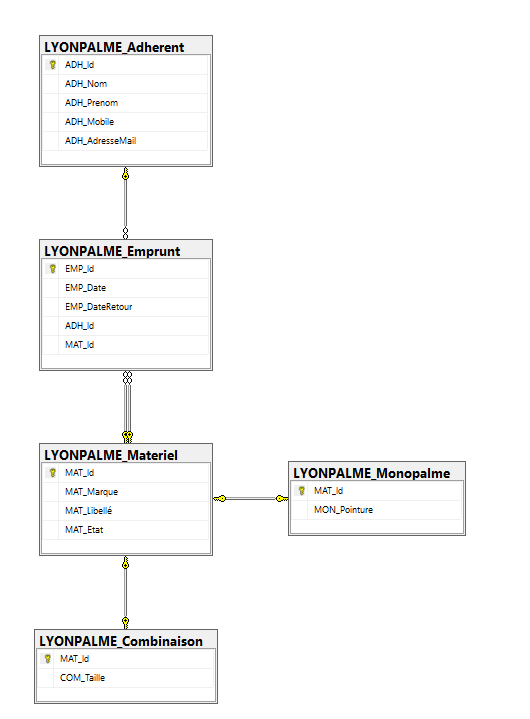 LYONPALME_Adherent
ADH_Id
ADH_Nom
ADH_Prenom
ADH_Mobile
ADH_AdresseMail
LYONPALME_Emprunt
EMP_Id
EMP_Date
EMP_DateRetour
ADH_Id
MAT_Id
LYONPALME_Materiel
MAT_Id
MAT_Marque
MAT_Libellé
MAT_Etat
LYONPALME_Monopalme
MAT_Id
MON_Pointure
LYONPALME_Combinaison
MAT_Id
COM_Taille